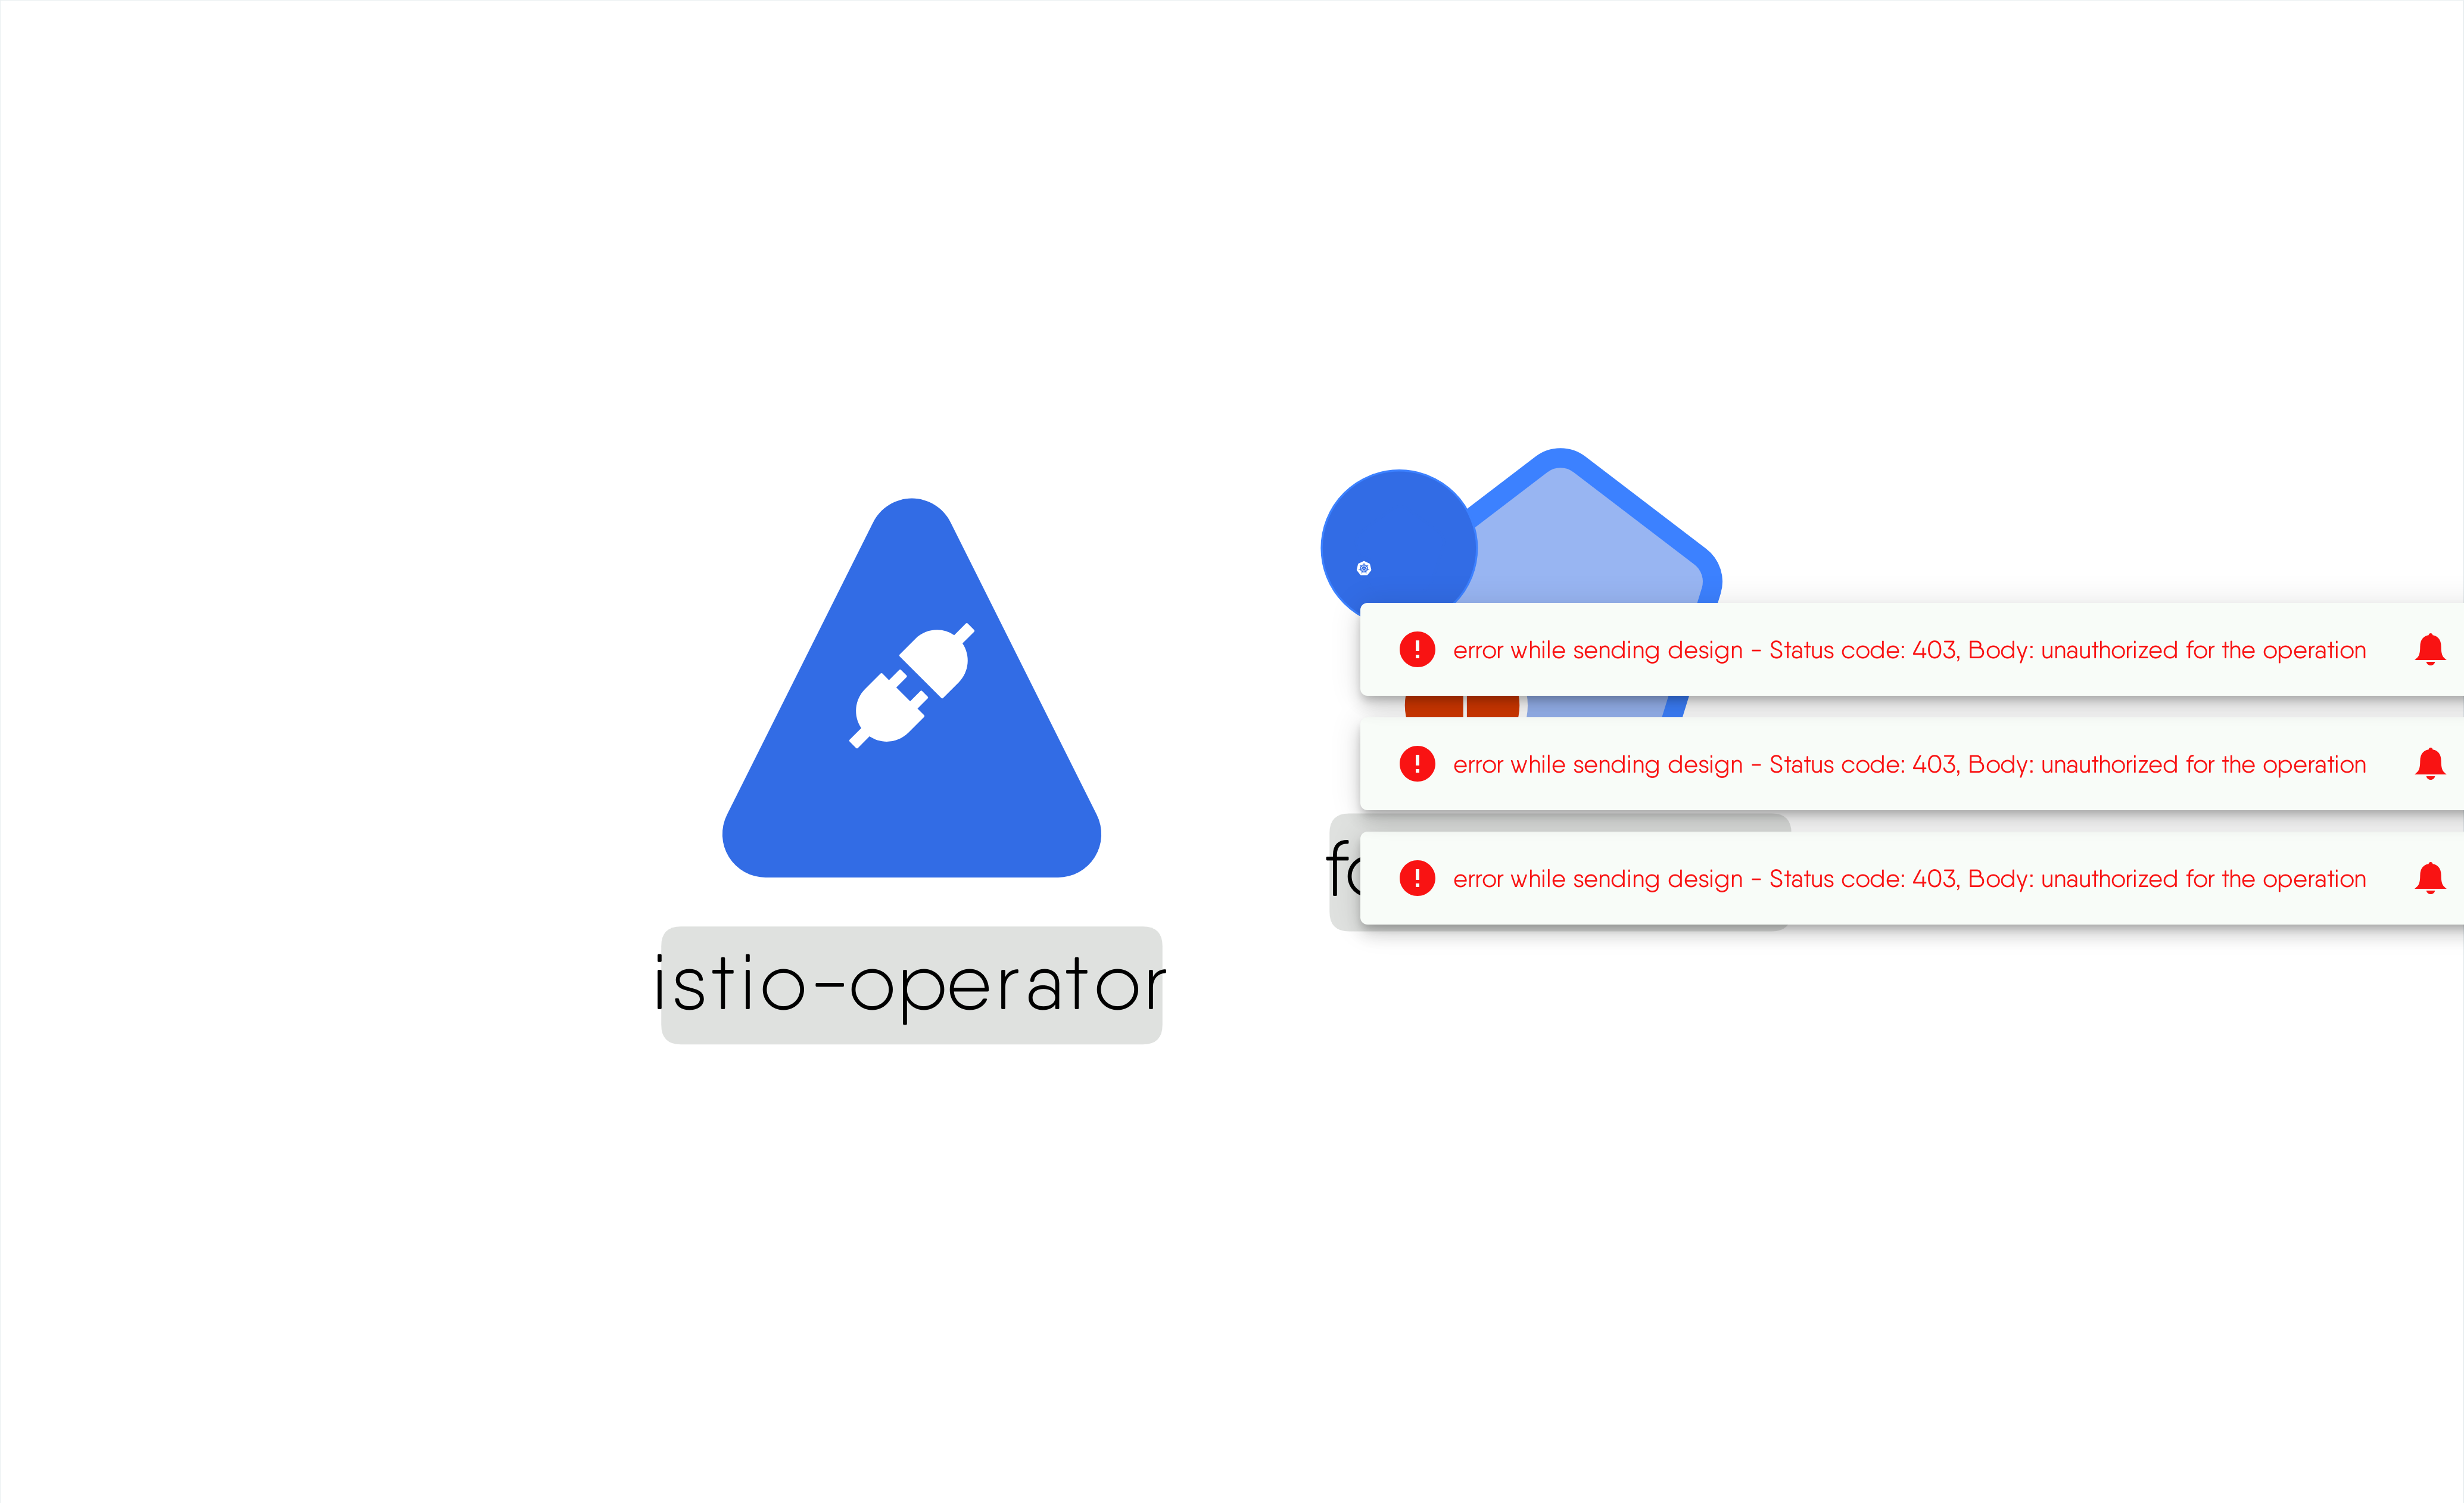 error while sending design - Status code: 403, Body: unauthorized for the operation
error while sending design - Status code: 403, Body: unauthorized for the operation
error while sending design - Status code: 403, Body: unauthorized for the operation
istio-operator